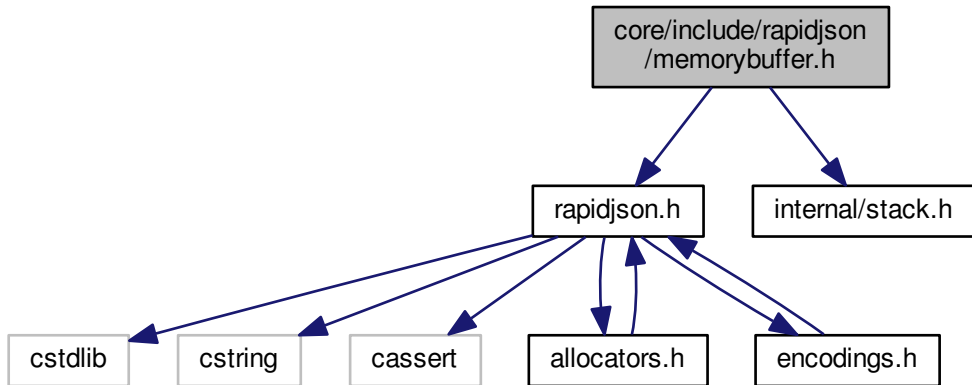 core/include/rapidjson
/memorybuffer.h
rapidjson.h
internal/stack.h
cstdlib
cstring
cassert
allocators.h
encodings.h